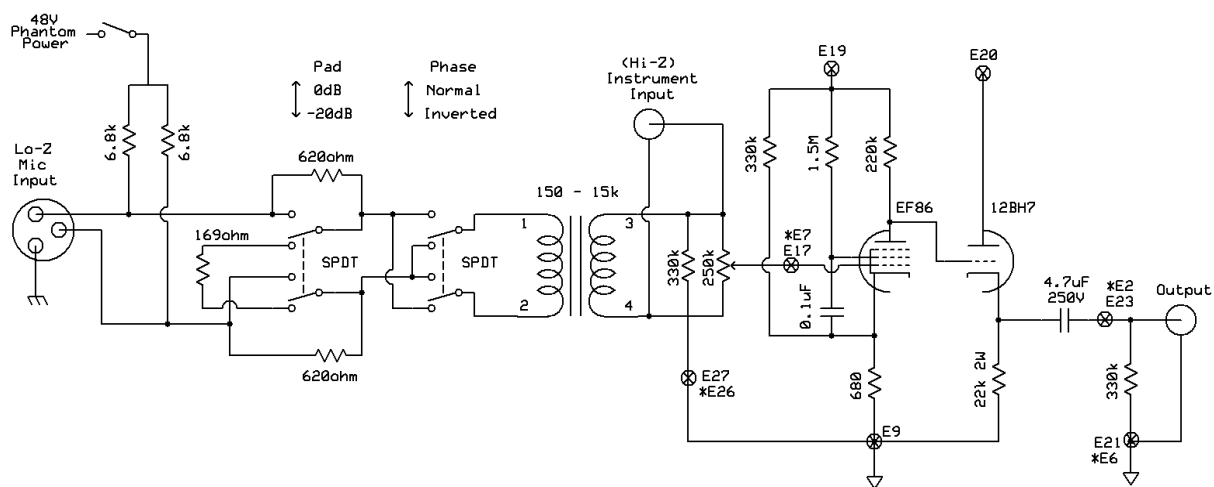 48V
Phantom
Power
Pad
0dB
-20dB
Phase
Normal
Inverted
(Hi-Z)
Instrument
Input
E19
E20
6.8k
6.8k
Lo-Z
Mic
Input
620ohm
330k
1.5M
220k
150 - 15k
EF86
12BH7
169ohm
SPDT
SPDT
1
2
3
4
330k
250k
*E7
E17
0.1uF
4.7uF
250V
*E2
E23
Output
620ohm
E27
*E26
680
22k 2W
330k
E9
E21
*E6